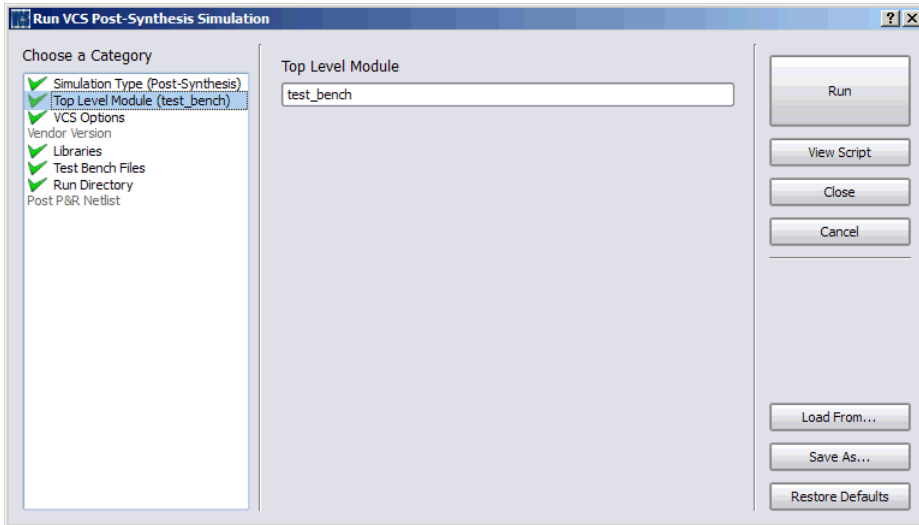 Run VCS Post-Synthesis Simulation
Choose a Category
Simulation Type (Post-Synthesis)
Top Level Module (test_bench)
VCS Options
Vendor Version
Libraries
Test Bench Files
Run Directory
Post P&R Netlist
Top Level Module
test_bench
Run
View Script
Close
Cancel
Load From...
Save As...
Restore Defaults